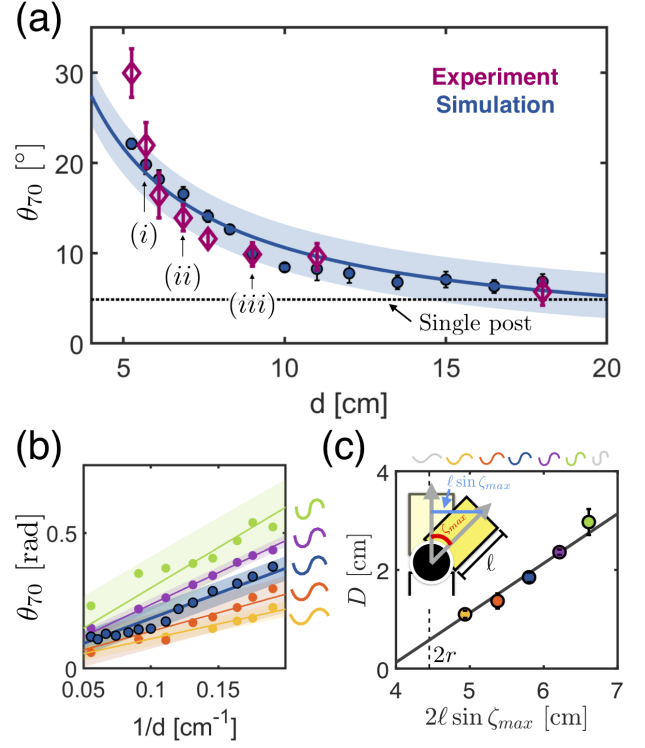 (a)
30
20
10
0
θ₇₀ [°]
Experiment
Simulation
(i)
(ii)
(iii)
Single post
5
10
15
20
d [cm]
(b)
0.5
0
θ₇₀ [rad]
0.05
0.1
0.15
1/d [cm⁻¹]
(c)
4
2
0
D [cm]
ℓ sin ζₘₐₓ
ζₘₐₓ
ℓ
2r
4
5
6
7
2ℓ sin ζₘₐₓ [cm]